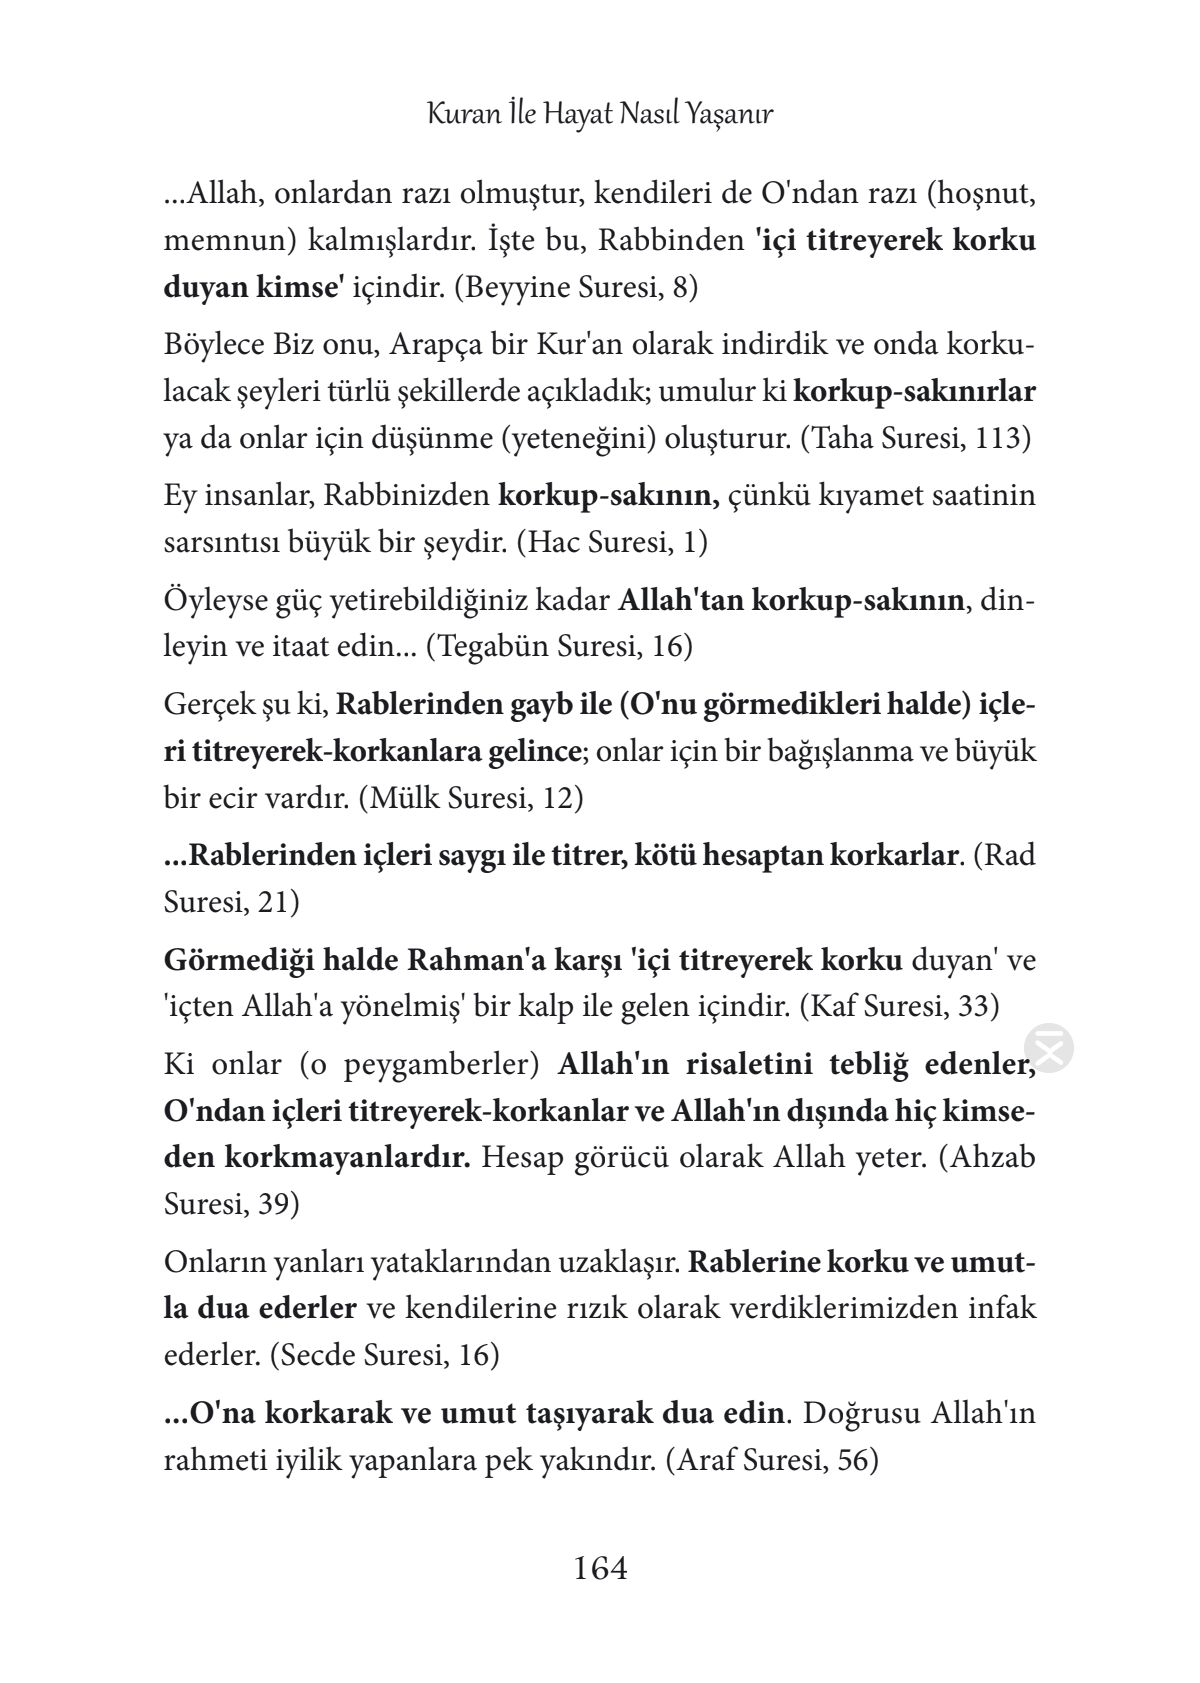 Kuran İle Hayat Nasıl Yaşanır
...Allah, onlardan razı olmuştur, kendileri de O'ndan razı (hoşnut,
memnun) kalmışlardır. İşte bu, Rabbinden 'içi titreyerek korku
duyan kimse' içindir. (Beyyine Suresi, 8)
Böylece Biz onu, Arapça bir Kur'an olarak indirdik ve onda korku-
lacak şeyleri türlü şekillerde açıkladık; umulur ki korkup-sakınırlar
ya da onlar için düşünme (yeteneğini) oluşturur. (Taha Suresi, 113)
Ey insanlar, Rabbinizden korkup-sakının, çünkü kıyamet saatinin
sarsıntısı büyük bir şeydir. (Hac Suresi, 1)
Öyleyse güç yetirebildiğiniz kadar Allah'tan korkup-sakının, din-
leyin ve itaat edin... (Tegabün Suresi, 16)
Gerçek şu ki, Rablerinden gayb ile (O'nu görmedikleri halde) içle-
ri titreyerek-korkanlara gelince; onlar için bir bağışlanma ve büyük
bir ecir vardır. (Mülk Suresi, 12)
...Rablerinden içleri saygı ile titrer, kötü hesaptan korkarlar. (Rad
Suresi, 21)
Görmediği halde Rahman'a karşı 'içi titreyerek korku duyan' ve
'içten Allah'a yönelmiş' bir kalp ile gelen içindir. (Kaf Suresi, 33)
Ki onlar (o peygamberler) Allah'ın risaletini tebliğ edenler,
O'ndan içleri titreyerek-korkanlar ve Allah'ın dışında hiç kimse-
den korkmayanlardır. Hesap görücü olarak Allah yeter. (Ahzab
Suresi, 39)
Onların yanları yataklarından uzaklaşır. Rablerine korku ve umut-
la dua ederler ve kendilerine rızık olarak verdiklerimizden infak
ederler. (Secde Suresi, 16)
...O'na korkarak ve umut taşıyarak dua edin. Doğrusu Allah'ın
rahmeti iyilik yapanlara pek yakındır. (Araf Suresi, 56)
164